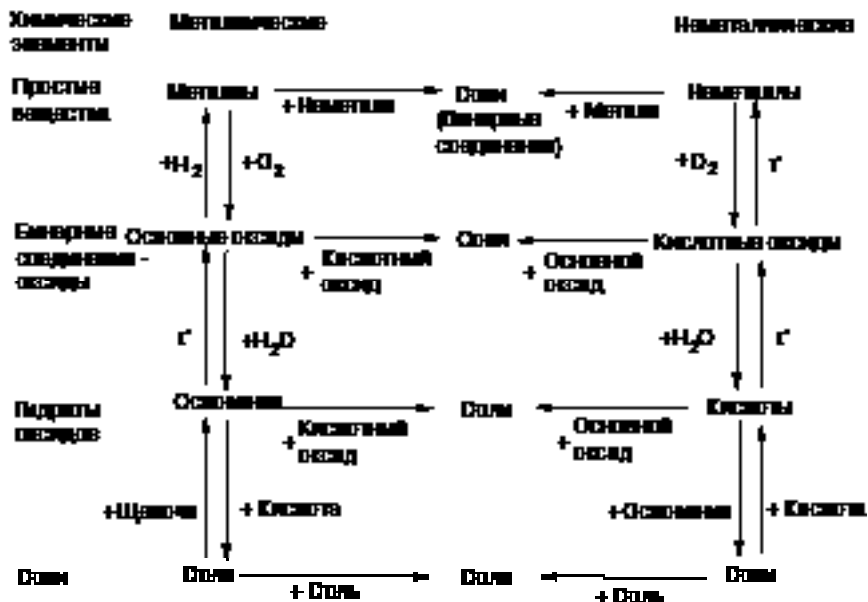 Химические элементы
Металлические
Неметаллические
Простые вещества
Металлы
+ Неметалл
Соли (Бинарные соединения)
+ Металл
Неметаллы
+H₂
+O₂
+O₂
t°
Бинарные соединения - оксиды
Основные оксиды
+ Кислотный оксид
Соли
+ Основной оксид
Кислотные оксиды
t°
+H₂O
+H₂O
t°
Гидраты оксидов
Основания
+ Кислотный оксид
Соли
+ Основной оксид
Кислоты
+Щелочь
+ Кислота
+Основания
+ Кислота
Соли
Соли
+ Соль
Соли
+ Соль
Соли